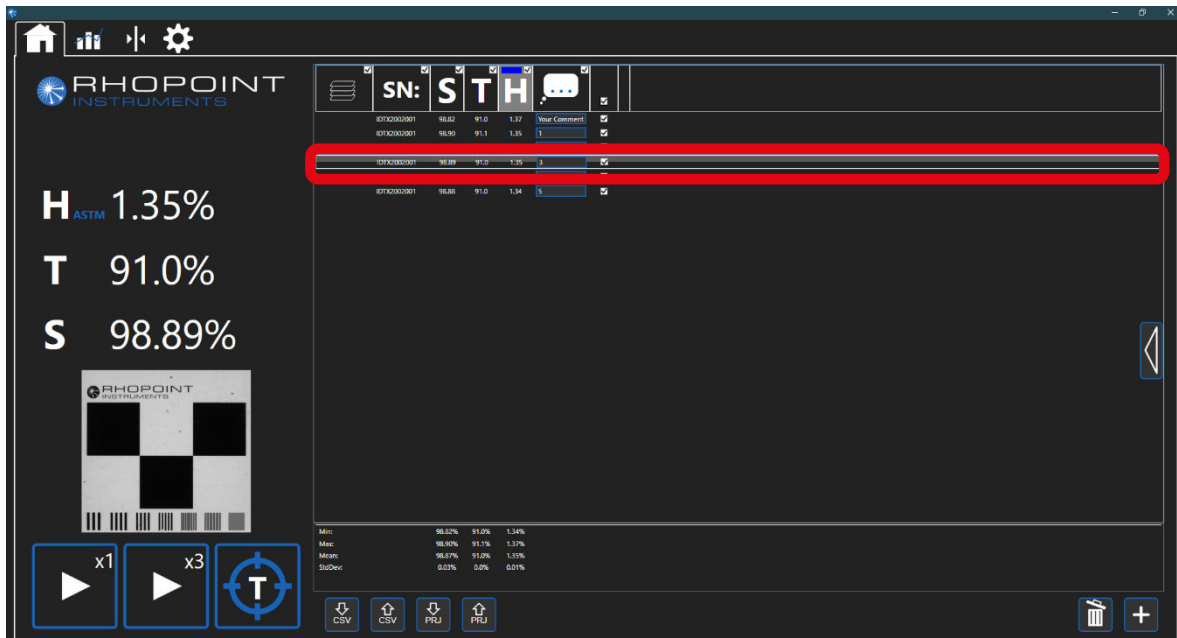 RHOPOINT
INSTRUMENTS
SN: S T H ...
IDTX2002001 98.82 91.0 1.37 Your Comment
IDTX2002001 98.90 91.1 1.35 1
IDTX2002001 98.89 91.0 1.35 3
IDTX2002001 98.88 91.0 1.34 5
H ASTM 1.35%
T 91.0%
S 98.89%
RHOPOINT
INSTRUMENTS
Min: 98.82% 91.0% 1.34%
Max: 98.90% 91.1% 1.37%
Mean: 98.87% 91.0% 1.35%
StdDev: 0.03% 0.0% 0.01%
x1 x3 T
CSV CSV PRJ PRJ